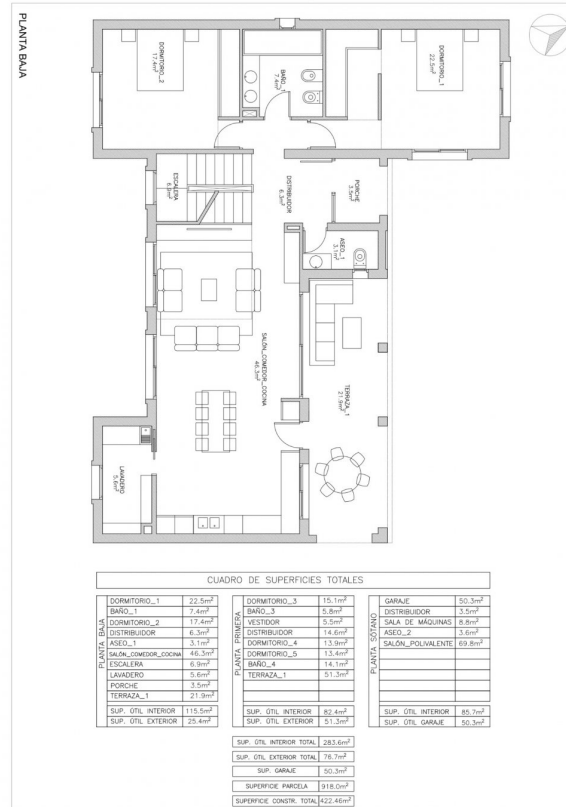 PLANTA BAJA
DORMITORIO_2
17.4m²
BAÑO_1
7.4m²
DORMITORIO_1
22.5m²
ESCALERA
6.9m²
DISTRIBUIDOR
6.3m²
PORCHE
3.5m²
ASEO_1
3.1m²
SALÓN_COMEDOR_COCINA
46.3m²
TERRAZA_1
21.9m²
LAVADERO
5.6m²
CUADRO DE SUPERFICIES TOTALES
PLANTA BAJA
DORMITORIO_1 22.5m²
BAÑO_1 7.4m²
DORMITORIO_2 17.4m²
DISTRIBUIDOR 6.3m²
ASEO_1 3.1m²
SALÓN_COMEDOR_COCINA 46.3m²
ESCALERA 6.9m²
LAVADERO 5.6m²
PORCHE 3.5m²
TERRAZA_1 21.9m²
SUP. ÚTIL INTERIOR 115.5m²
SUP. ÚTIL EXTERIOR 25.4m²
PLANTA PRIMERA
DORMITORIO_3 15.1m²
BAÑO_3 5.8m²
VESTIDOR 5.5m²
DISTRIBUIDOR 14.6m²
DORMITORIO_4 13.9m²
DORMITORIO_5 13.4m²
BAÑO_4 14.1m²
TERRAZA_1 51.3m²
SUP. ÚTIL INTERIOR 82.4m²
SUP. ÚTIL EXTERIOR 51.3m²
PLANTA SÓTANO
GARAJE 50.3m²
DISTRIBUIDOR 3.5m²
SALA DE MÁQUINAS 8.8m²
ASEO_2 3.6m²
SALÓN_POLIVALENTE 69.8m²
SUP. ÚTIL INTERIOR 85.7m²
SUP. ÚTIL GARAJE 50.3m²
SUP. ÚTIL INTERIOR TOTAL 283.6m²
SUP. ÚTIL EXTERIOR TOTAL 76.7m²
SUP. GARAJE 50.3m²
SUPERFICIE PARCELA 918.0m²
SUPERFICIE CONSTR. TOTAL 422.46m²